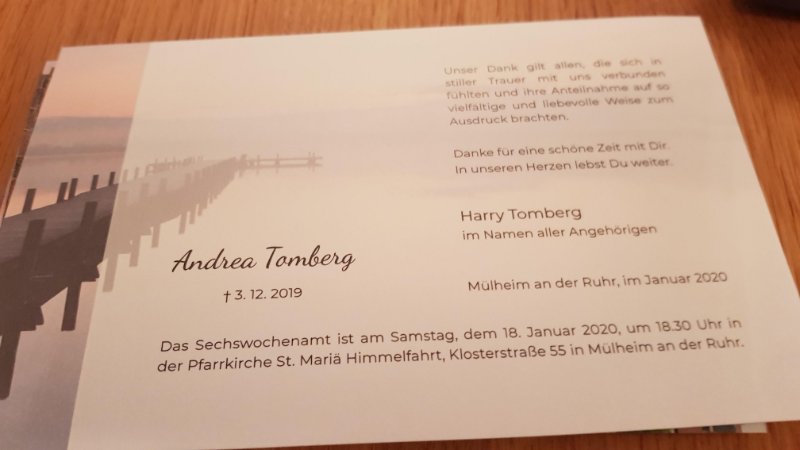 Unser Dank gilt allen, die sich in
stiller Trauer mit uns verbunden
fühlten und ihre Anteilnahme auf so
vielfältige und liebevolle Weise zum
Ausdruck brachten.
Danke für eine schöne Zeit mit Dir.
In unseren Herzen lebst Du weiter.
Harry Tomberg
im Namen aller Angehörigen
Andrea Tomberg
† 3. 12. 2019
Mülheim an der Ruhr, im Januar 2020
Das Sechswochenamt ist am Samstag, dem 18. Januar 2020, um 18.30 Uhr in
der Pfarrkirche St. Mariä Himmelfahrt, Klosterstraße 55 in Mülheim an der Ruhr.